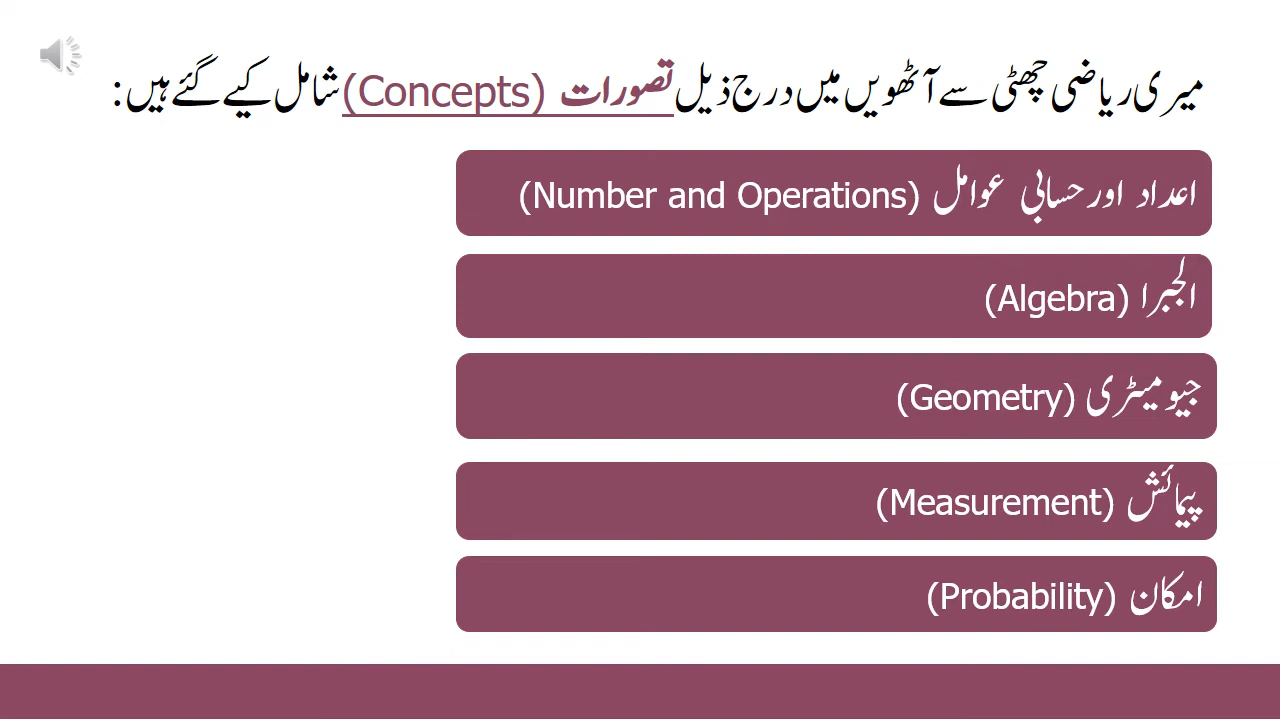 میری ریاضی چھٹی سے آٹھویں میں درج ذیل تصورات (Concepts) شامل کیے گئے ہیں:
اعداد اور حسابی عوامل (Number and Operations)
الجبرا (Algebra)
جیومیٹری (Geometry)
پیمائش (Measurement)
امکان (Probability)